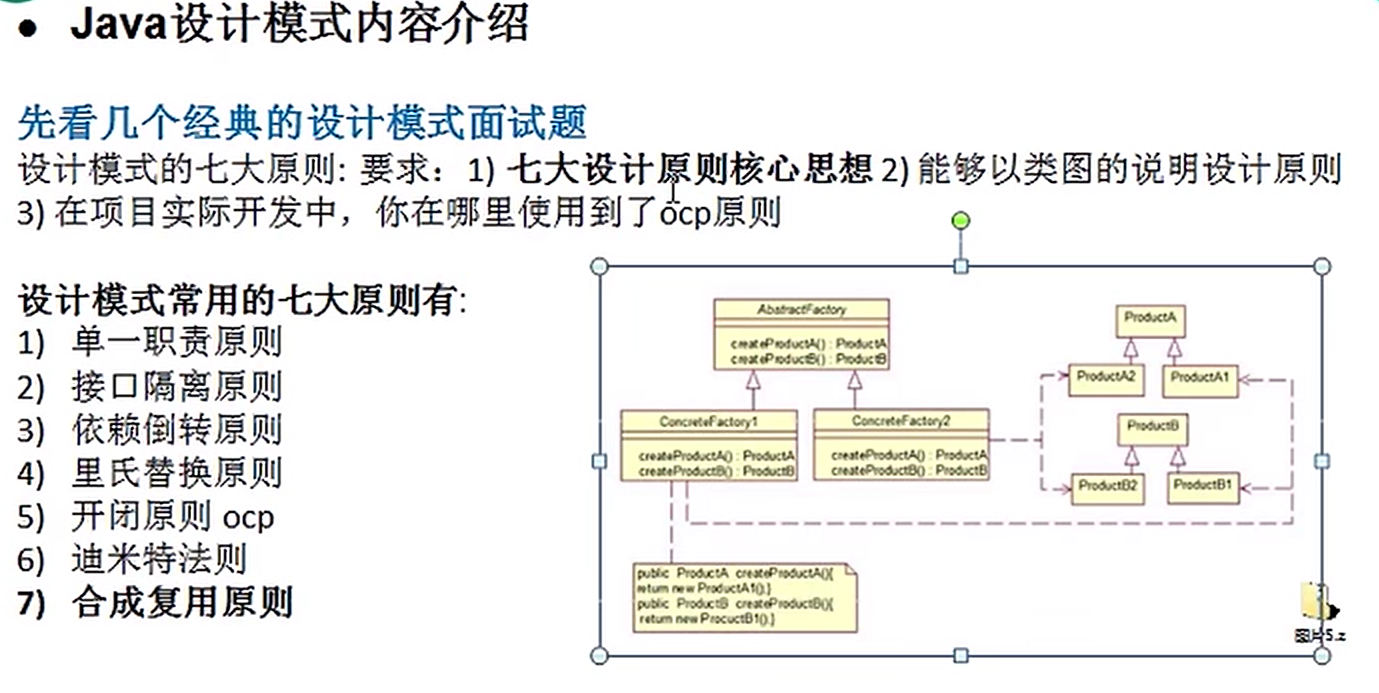 ● Java设计模式内容介绍
先看几个经典的设计模式面试题
设计模式的七大原则: 要求：1) 七大设计原则核心思想 2) 能够以类图的说明设计原则
3) 在项目实际开发中，你在哪里使用到了ocp原则
设计模式常用的七大原则有:
1) 单一职责原则
2) 接口隔离原则
3) 依赖倒转原则
4) 里氏替换原则
5) 开闭原则 ocp
6) 迪米特法则
7) 合成复用原则
AbstractFactory
createProductA() : ProductA
createProductB() : ProductB
ConcreteFactory1
createProductA() : ProductA
createProductB() : ProductB
ConcreteFactory2
createProductA() : ProductA
createProductB() : ProductB
ProductA
ProductA2
ProductA1
ProductB
ProductB2
ProductB1
public ProductA createProductA(){
return new ProductA1();}
public ProductB createProductB(){
return new ProcuctB1();}
图片5.z